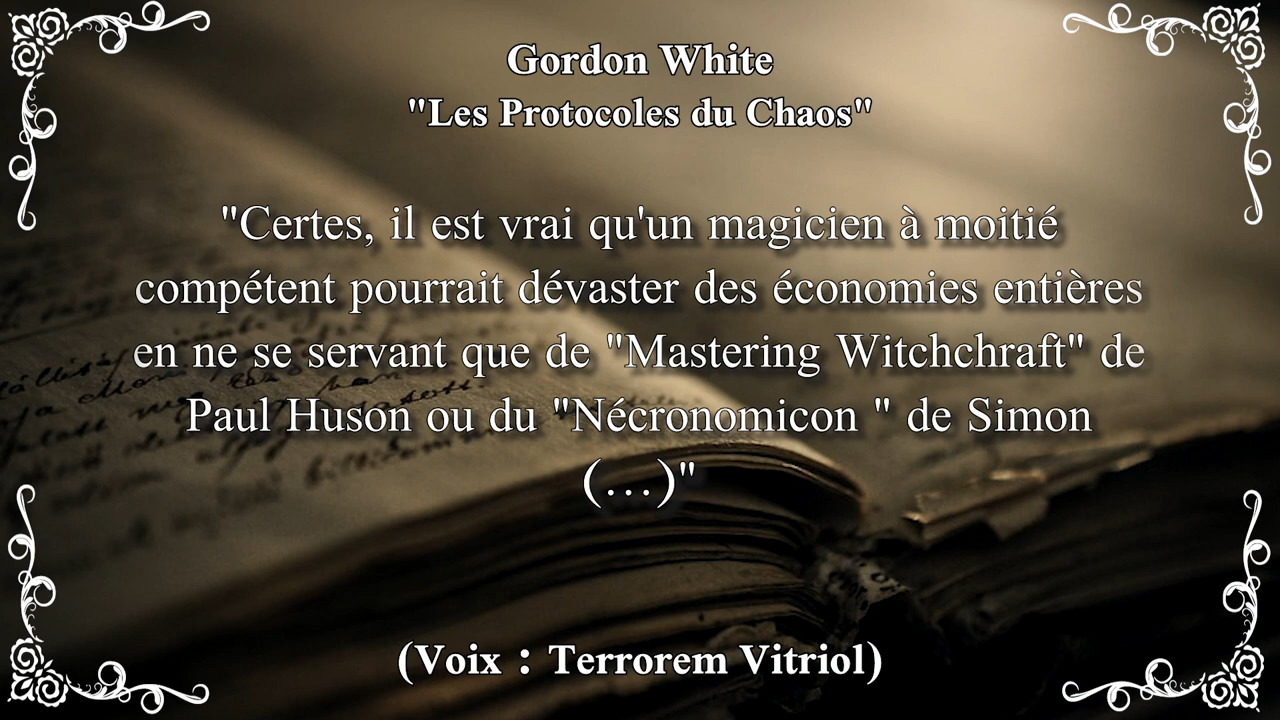 Gordon White
"Les Protocoles du Chaos"
"Certes, il est vrai qu'un magicien à moitié
compétent pourrait dévaster des économies entières
en ne se servant que de "Mastering Witchchraft" de
Paul Huson ou du "Nécronomicon " de Simon
(…)"
(Voix : Terrorem Vitriol)